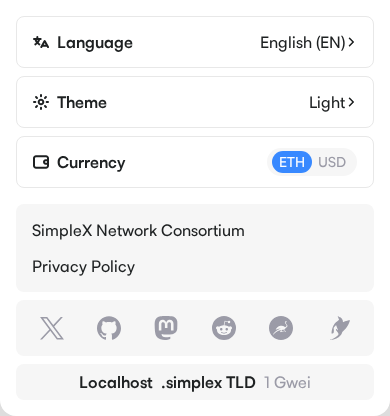 Language English (EN)
Theme Light
Currency ETH USD
SimpleX Network Consortium
Privacy Policy
Localhost .simplex TLD 1 Gwei